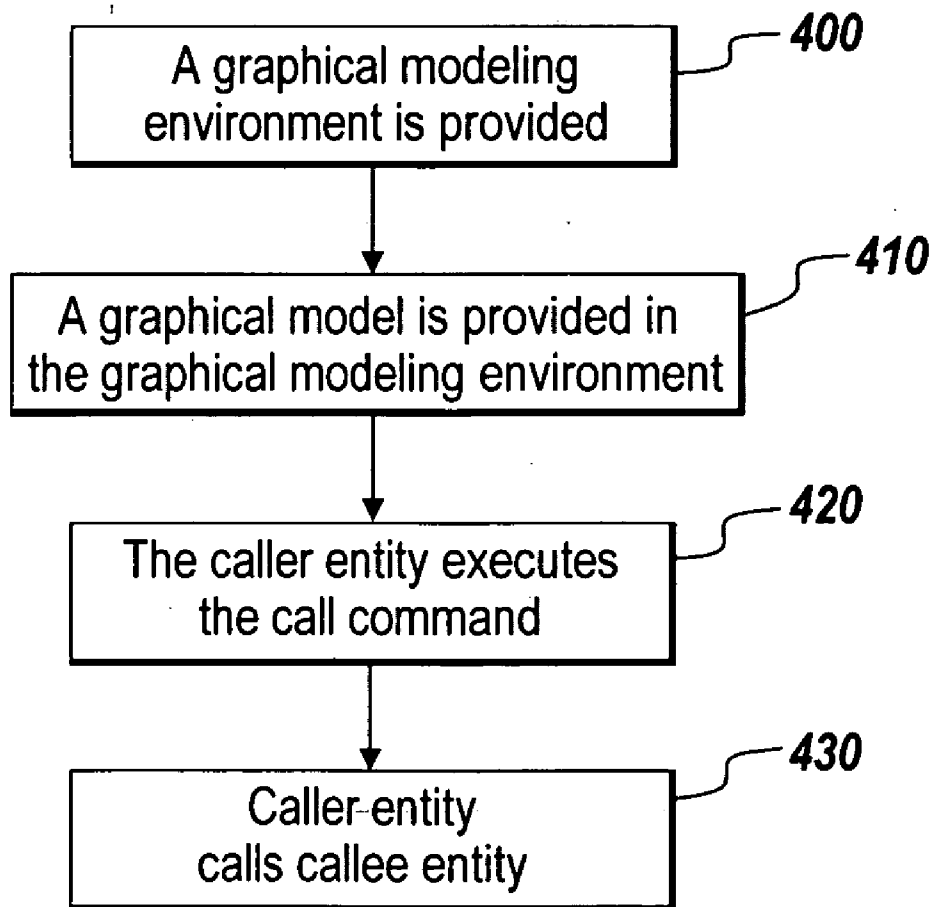 400
A graphical modeling
environment is provided
410
A graphical model is provided in
the graphical modeling environment
420
The caller entity executes
the call command
430
Caller entity
calls callee entity